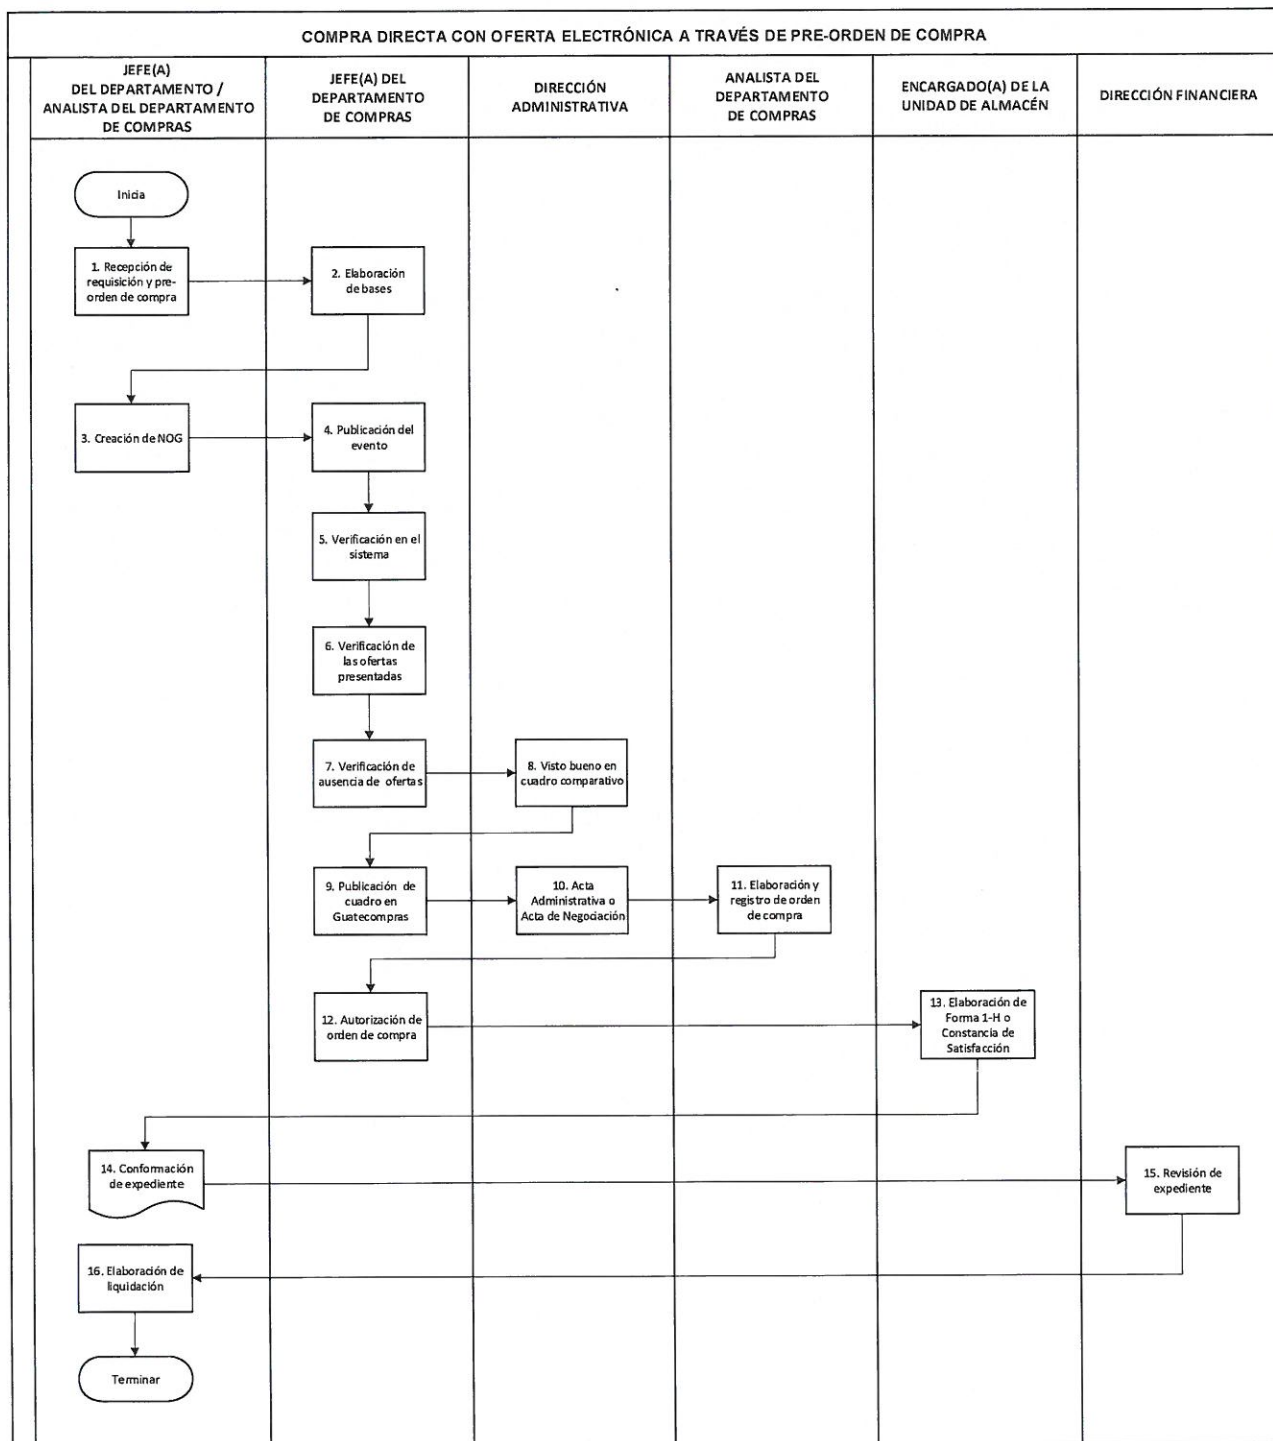 COMPRA DIRECTA CON OFERTA ELECTRÓNICA A TRAVÉS DE PRE-ORDEN DE COMPRA
JEFE(A)
DEL DEPARTAMENTO /
ANALISTA DEL DEPARTAMENTO
DE COMPRAS
JEFE(A) DEL
DEPARTAMENTO
DE COMPRAS
DIRECCIÓN
ADMINISTRATIVA
ANALISTA DEL
DEPARTAMENTO
DE COMPRAS
ENCARGADO(A) DE LA
UNIDAD DE ALMACÉN
DIRECCIÓN FINANCIERA
Inicia
1. Recepción de
requisición y pre-
orden de compra
2. Elaboración
de bases
3. Creación de NOG
4. Publicación del
evento
5. Verificación en el
sistema
6. Verificación de
las ofertas
presentadas
7. Verificación de
ausencia de ofertas
8. Visto bueno en
cuadro comparativo
9. Publicación de
cuadro en
Guatecompras
10. Acta
Administrativa o
Acta de Negociación
11. Elaboración y
registro de orden
de compra
12. Autorización de
orden de compra
13. Elaboración de
Forma 1-H o
Constancia de
Satisfacción
14. Conformación
de expediente
15. Revisión de
expediente
16. Elaboración de
liquidación
Terminar